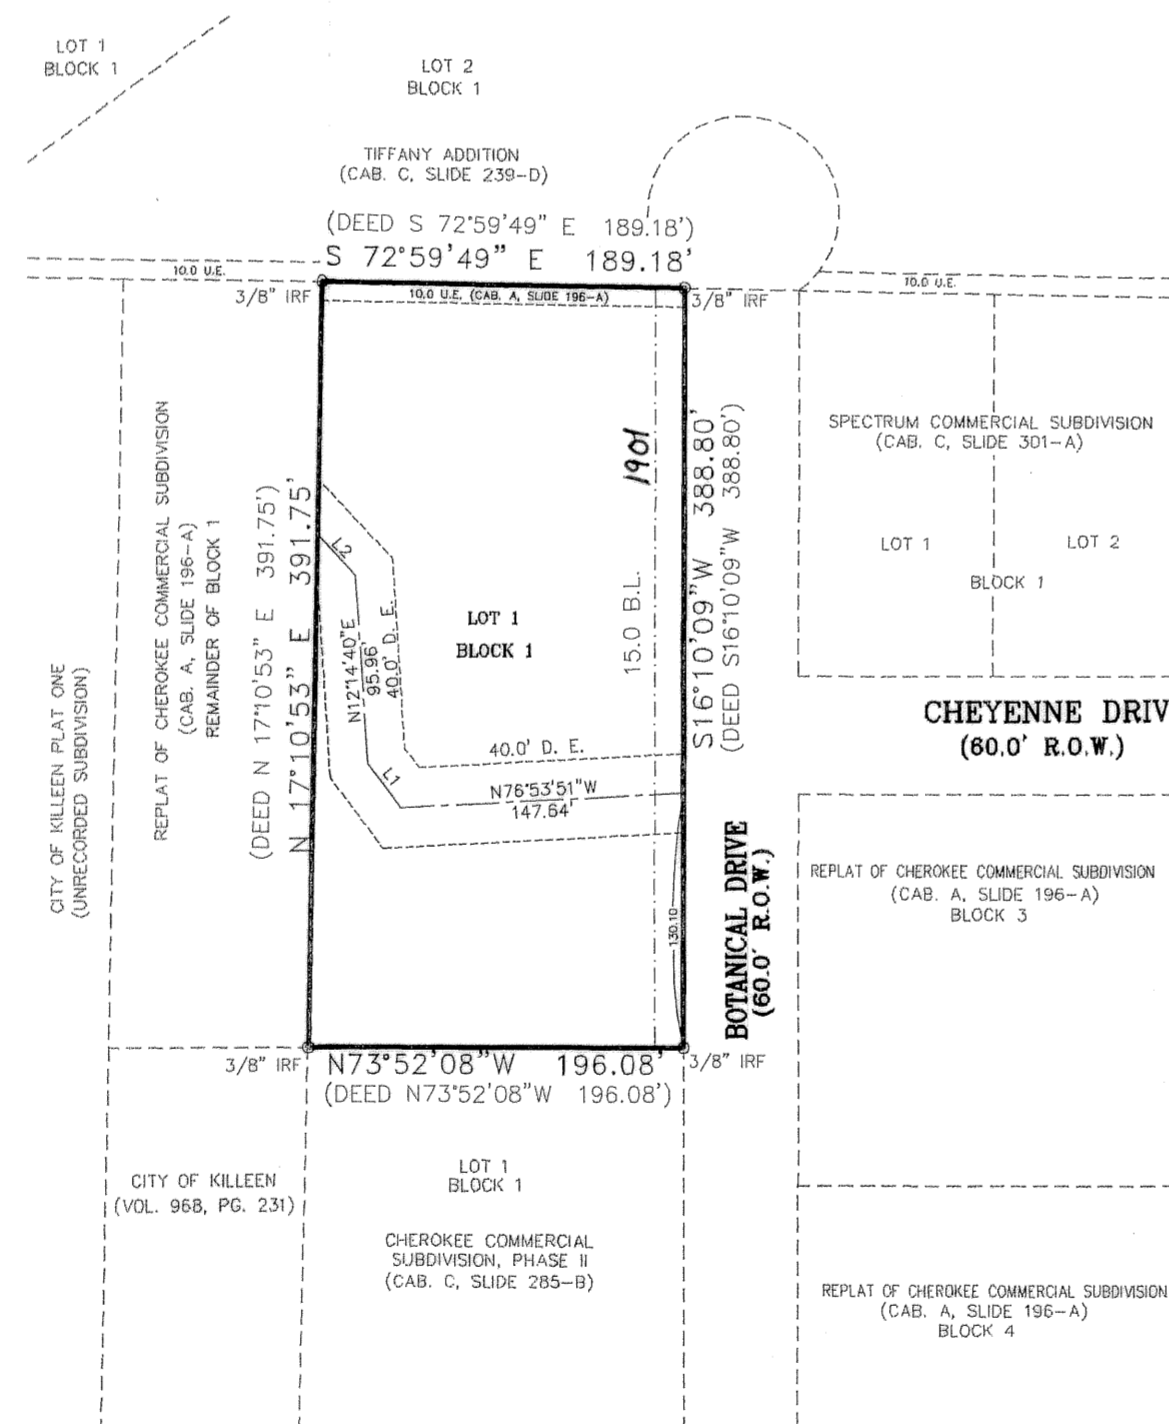 LOT 1
BLOCK 1
LOT 2
BLOCK 1
TIFFANY ADDITION
(CAB. C, SLIDE 239-D)
(DEED S 72°59'49" E 189.18')
S 72°59'49" E 189.18'
10.0 U.E.
3/8" IRF
10.0 U.E. (CAB. A, SLIDE 196-A)
3/8" IRF
10.0 U.E.
SPECTRUM COMMERCIAL SUBDIVISION
(CAB. C, SLIDE 301-A)
LOT 1
LOT 2
BLOCK 1
CITY OF KILLEEN PLAT ONE
(UNRECORDED SUBDIVISION)
REPLAT OF CHEROKEE COMMERCIAL SUBDIVISION
(CAB. A, SLIDE 196-A)
REMAINDER OF BLOCK 1
(DEED N 17°10'53" E 391.75')
N 17°10'53" E 391.75'
L2
N12°14'40"E
95.96'
40.0' D. E.
L1
LOT 1
BLOCK 1
1901
15.0 B.L.
S16°10'09"W 388.80'
(DEED S16°10'09"W 388.80')
40.0' D. E.
N76°53'51"W
147.64'
130.10
CHEYENNE DRIV
(60.0' R.O.W.)
BOTANICAL DRIVE
(60.0' R.O.W.)
REPLAT OF CHEROKEE COMMERCIAL SUBDIVISION
(CAB. A, SLIDE 196-A)
BLOCK 3
3/8" IRF
N73°52'08"W 196.08'
3/8" IRF
(DEED N73°52'08"W 196.08')
CITY OF KILLEEN
(VOL. 968, PG. 231)
LOT 1
BLOCK 1
CHEROKEE COMMERCIAL
SUBDIVISION, PHASE II
(CAB. C, SLIDE 285-B)
REPLAT OF CHEROKEE COMMERCIAL SUBDIVISION
(CAB. A, SLIDE 196-A)
BLOCK 4